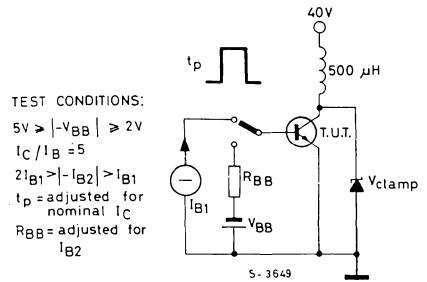 40V
tp
500 µH
TEST CONDITIONS:
5V ⩾ |-VBB| ⩾ 2V
IC/IB = 5
2IB1>|-IB2|>IB1
tp = adjusted for
nominal IC
RBB = adjusted for
IB2
T.U.T.
RBB
IB1
VBB
Vclamp
S-3649